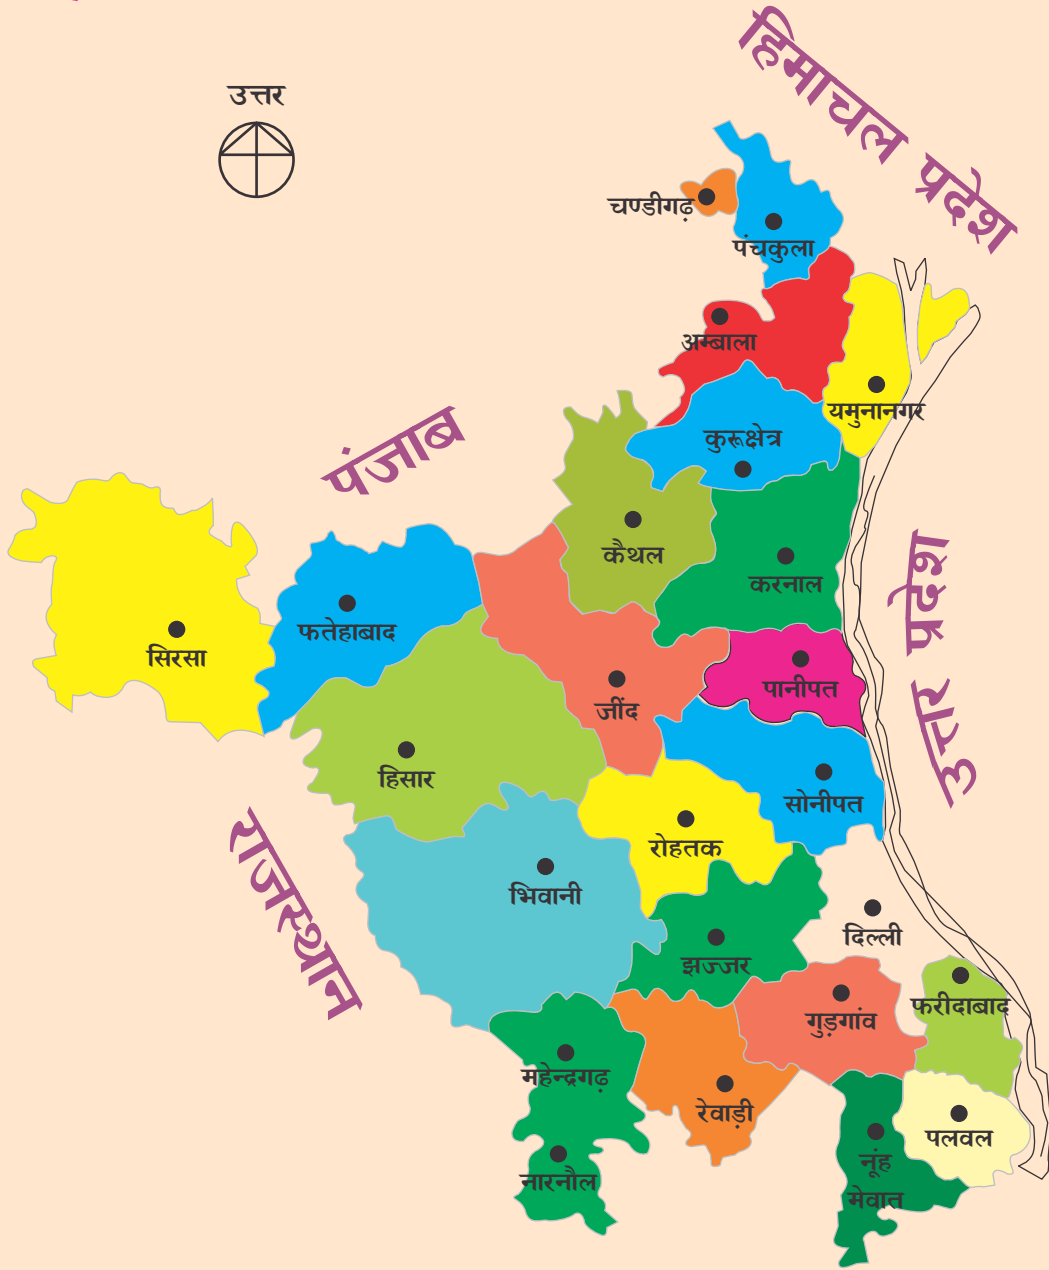 हिमाचल प्रदेश
उत्तर
चण्डीगढ़
पंचकुला
अम्बाला
यमुनानगर
कुरूक्षेत्र
पंजाब
कैथल
करनाल
उत्तर प्रदेश
फतेहाबाद
सिरसा
पानीपत
जींद
हिसार
सोनीपत
रोहतक
राजस्थान
भिवानी
दिल्ली
झज्जर
फरीदाबाद
गुड़गांव
महेन्द्रगढ़
रेवाड़ी
पलवल
नूंह
मेवात
नारनौल